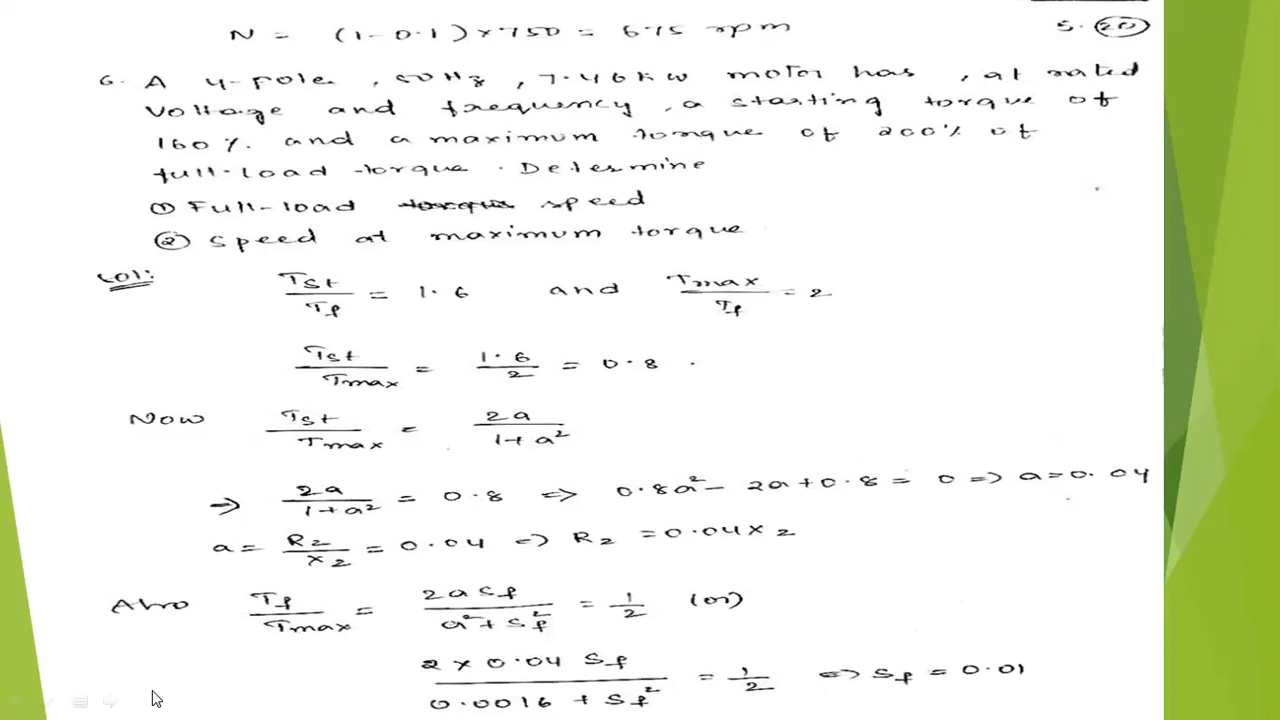 N = (1-0.1)×750 = 675 rpm
5.20
6. A 4-pole, 50Hz, 7.46kW motor has, at rated
voltage and frequency, a starting torque of
160% and a maximum torque of 200% of
full-load torque. Determine
① Full-load torque speed
② speed at maximum torque
Sol:
Tst/Tf = 1.6 and Tmax/Tf = 2
Tst/Tmax = 1.6/2 = 0.8
Now Tst/Tmax = 2a/1+a²
⇒ 2a/1+a² = 0.8 ⇒ 0.8a² - 2a + 0.8 = 0 ⇒ a = 0.04
a = R2/X2 = 0.04 ⇒ R2 = 0.04X2
Also Tf/Tmax = 2a Sf/a²+Sf² = 1/2 (or)
2 × 0.04 Sf/0.0016 + Sf² = 1/2 ⇒ Sf = 0.01